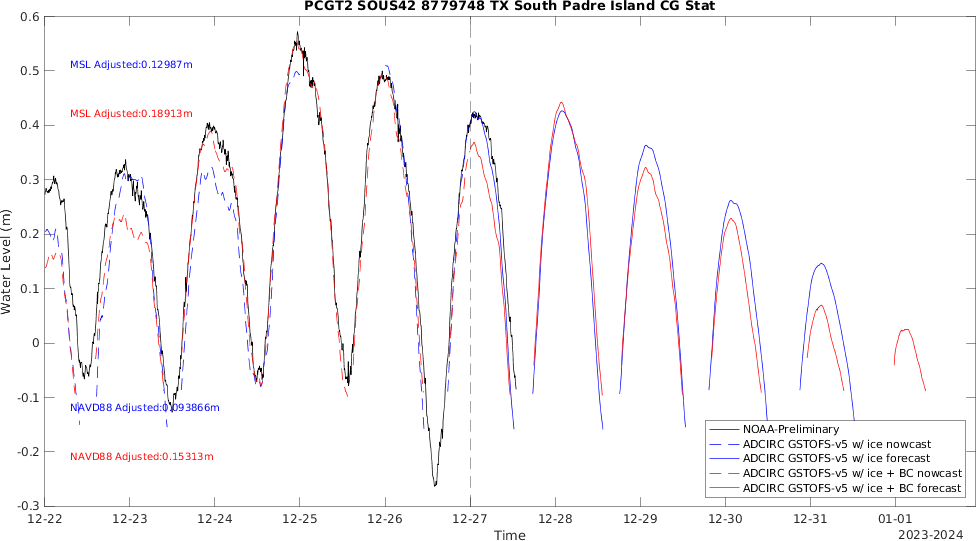 PCGT2 SOUS42 8779748 TX South Padre Island CG Stat
0.6
0.5
0.4
0.3
0.2
0.1
0
-0.1
-0.2
-0.3
Water Level (m)
MSL Adjusted:0.12987m
MSL Adjusted:0.18913m
NAVD88 Adjusted:0.093866m
NAVD88 Adjusted:0.15313m
NOAA-Preliminary
ADCIRC GSTOFS-v5 w/ ice nowcast
ADCIRC GSTOFS-v5 w/ ice forecast
ADCIRC GSTOFS-v5 w/ ice + BC nowcast
ADCIRC GSTOFS-v5 w/ ice + BC forecast
12-22 12-23 12-24 12-25 12-26 12-27 12-28 12-29 12-30 12-31 01-01
Time
2023-2024